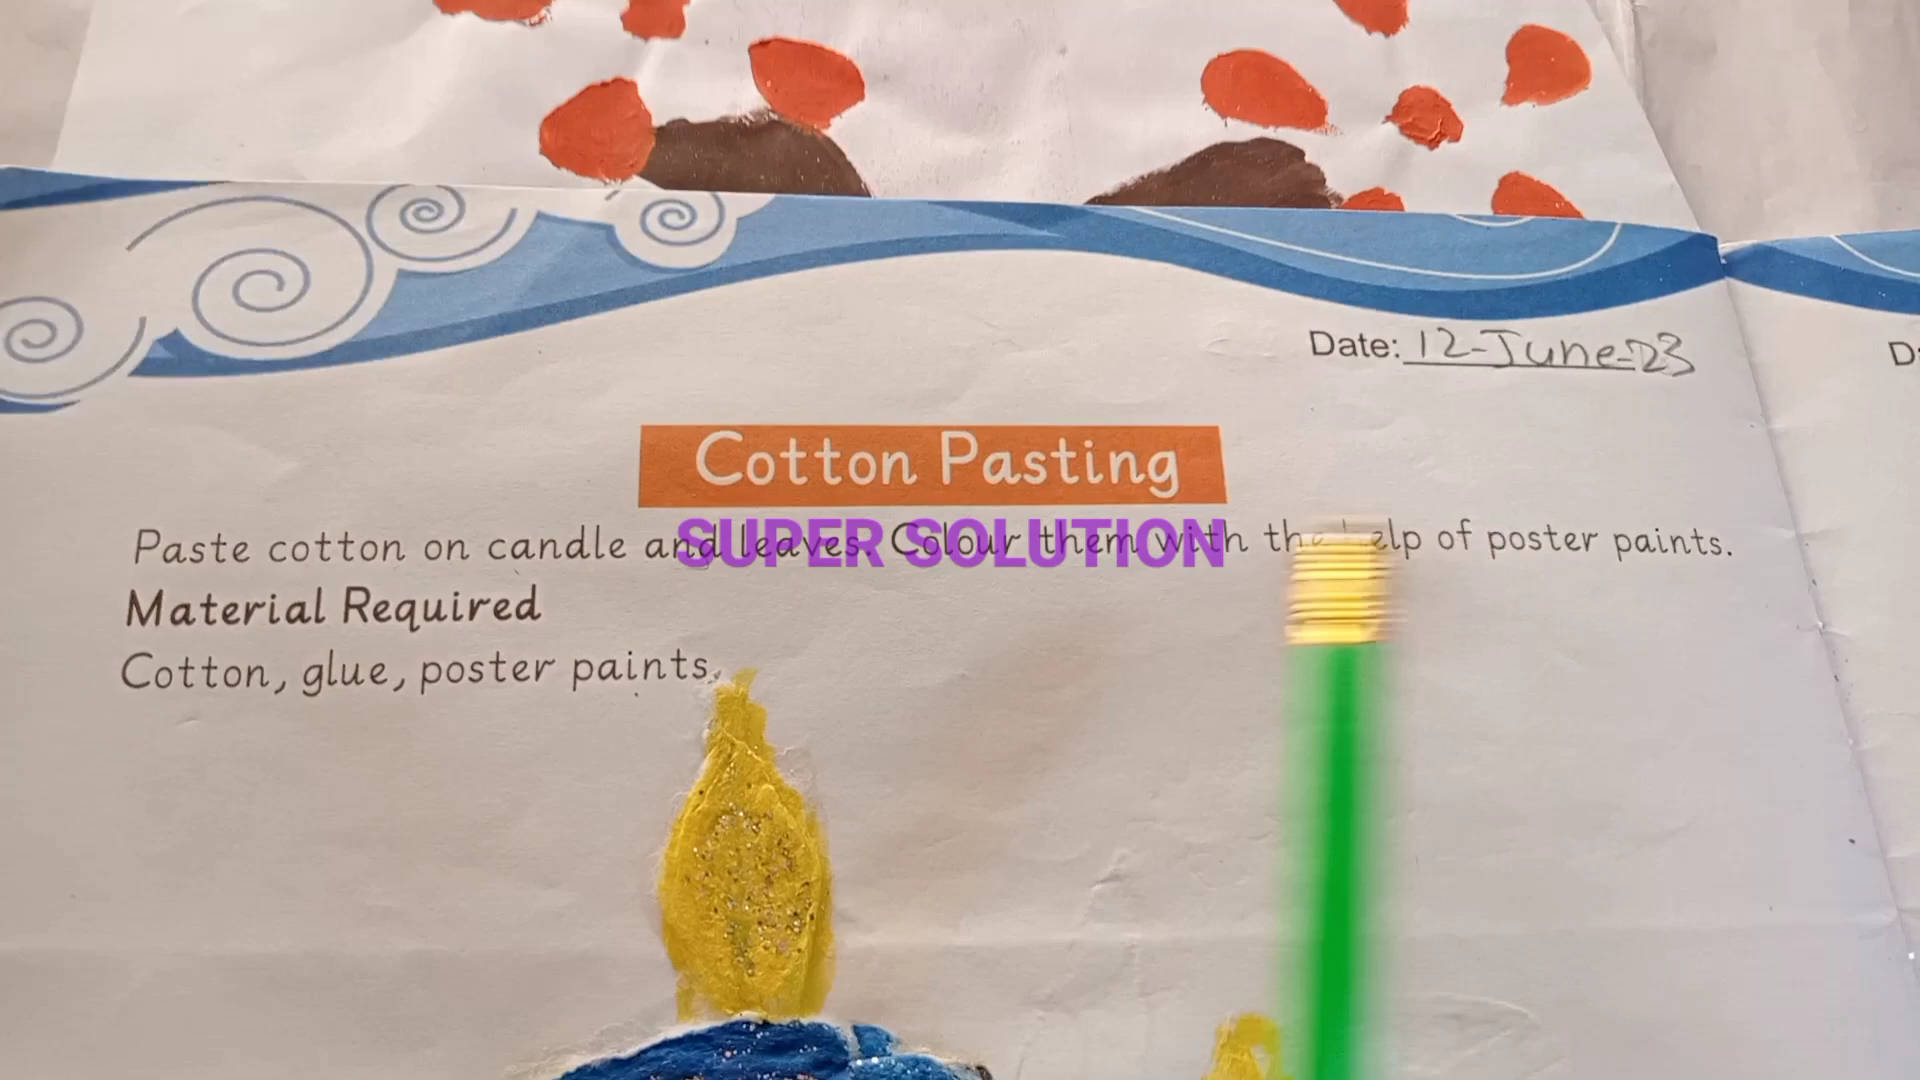 Date: 12-June-23
D
Cotton Pasting
Paste cotton on candle and leaves. Colour them with the help of poster paints.
SUPER SOLUTION
Material Required
Cotton, glue, poster paints.